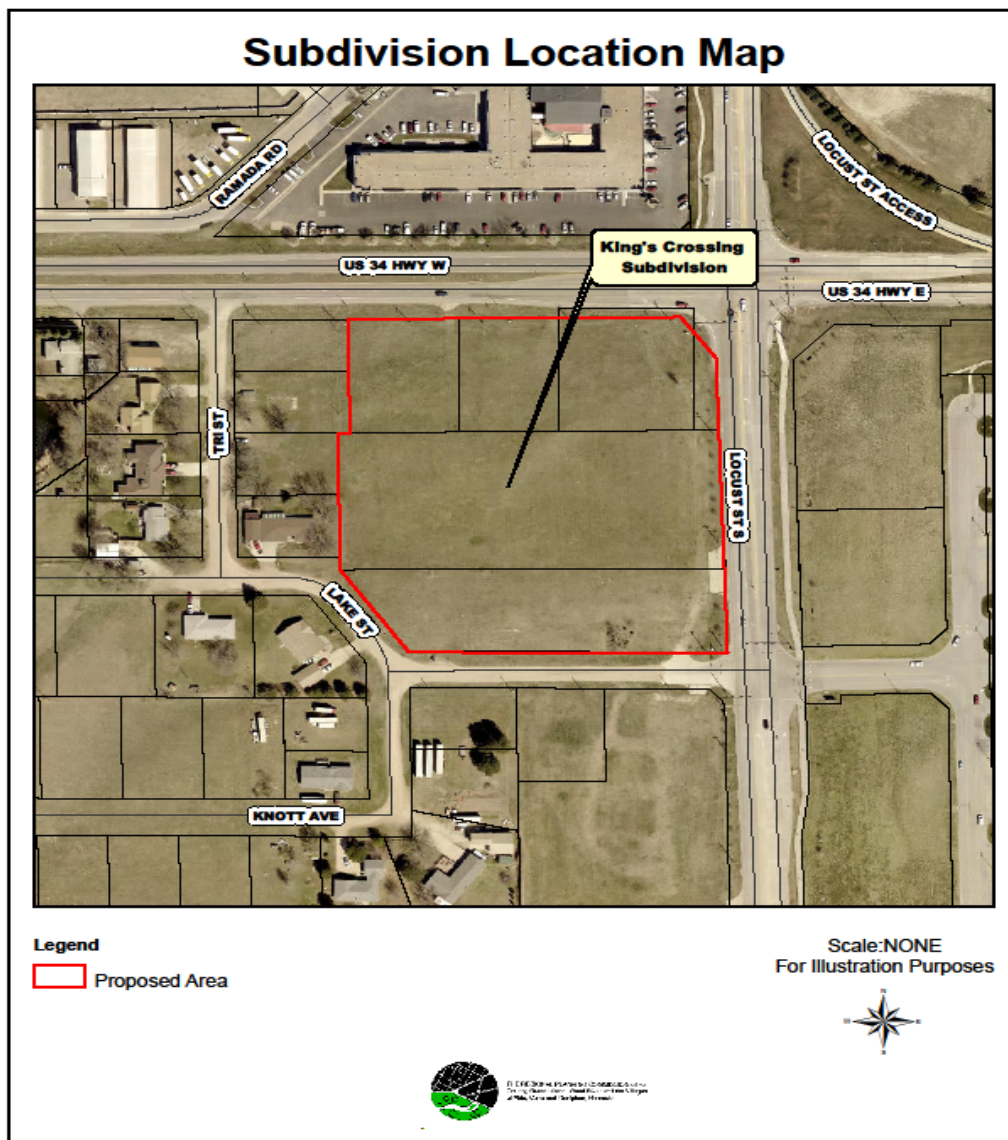 Subdivision Location Map
RAMADA RD
LOCUST ST ACCESS
King's Crossing
Subdivision
US 34 HWY W
US 34 HWY E
TRI ST
LOCUST ST S
LAKE ST
KNOTT AVE
Legend
Proposed Area
Scale:NONE
For Illustration Purposes
N
W
E
S